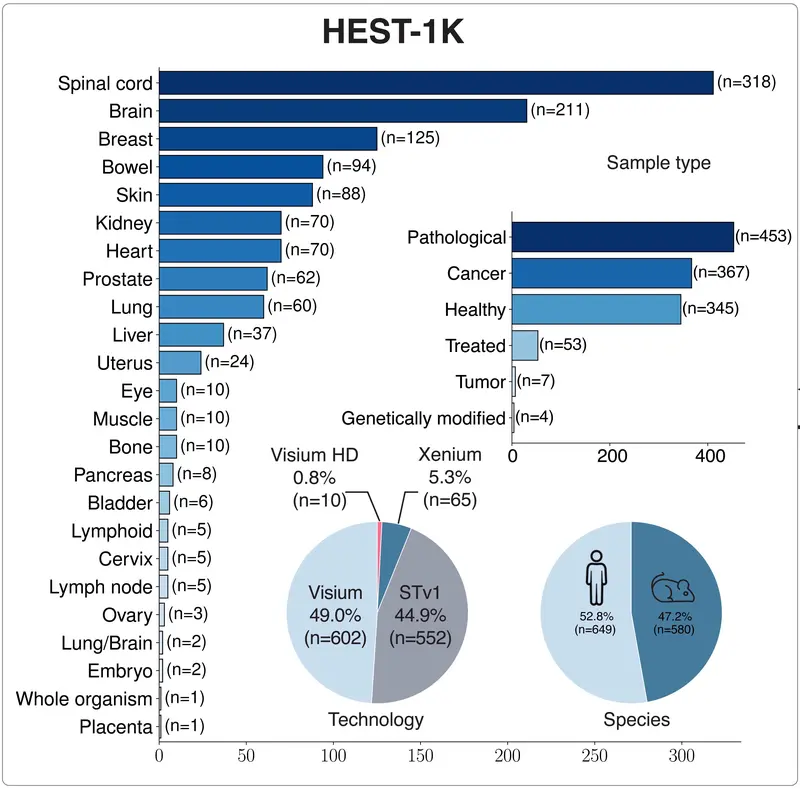 HEST-1K
Spinal cord (n=318)
Brain (n=211)
Breast (n=125)
Bowel (n=94)
Skin (n=88)
Kidney (n=70)
Heart (n=70)
Prostate (n=62)
Lung (n=60)
Liver (n=37)
Uterus (n=24)
Eye (n=10)
Muscle (n=10)
Bone (n=10)
Pancreas (n=8)
Bladder (n=6)
Lymphoid (n=5)
Cervix (n=5)
Lymph node (n=5)
Ovary (n=3)
Lung/Brain (n=2)
Embryo (n=2)
Whole organism (n=1)
Placenta (n=1)
0 50 100 150 200 250 300
Sample type
Pathological (n=453)
Cancer (n=367)
Healthy (n=345)
Treated (n=53)
Tumor (n=7)
Genetically modified (n=4)
0 200 400
Visium HD
0.8%
(n=10)
Xenium
5.3%
(n=65)
Visium
49.0%
(n=602)
STv1
44.9%
(n=552)
Technology
52.8%
(n=649)
47.2%
(n=580)
Species